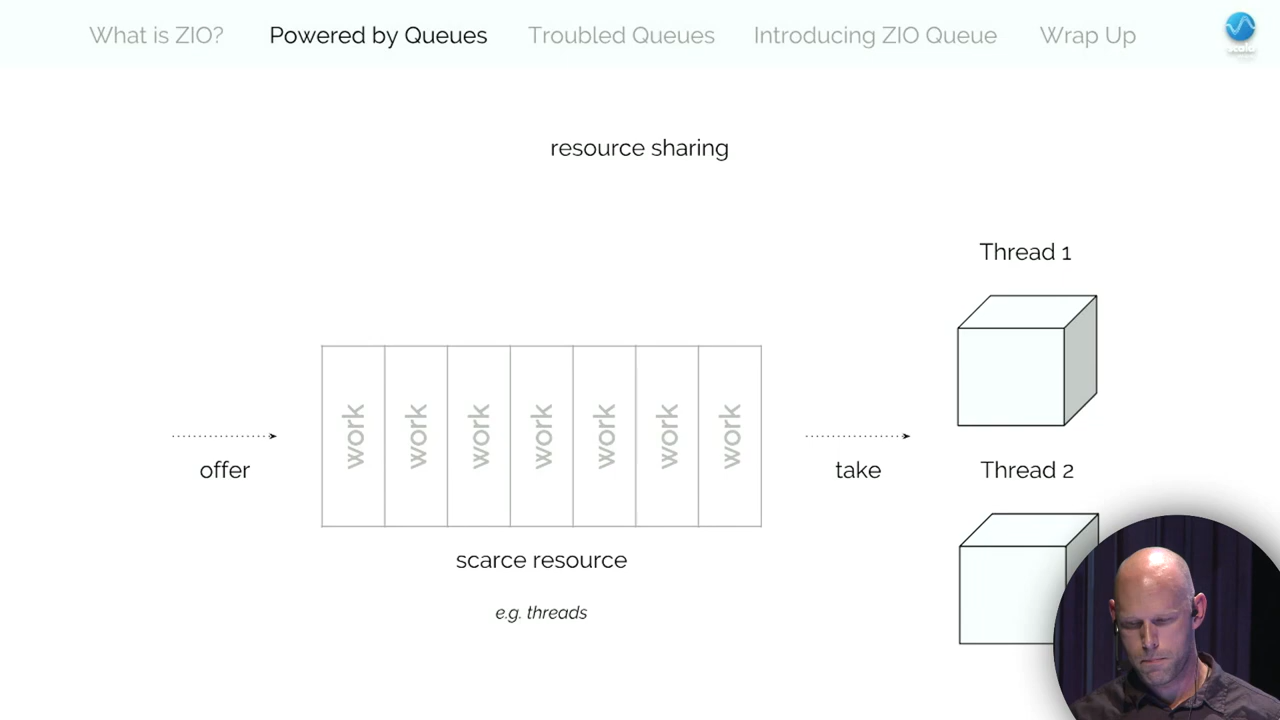 What is ZIO?
Powered by Queues
Troubled Queues
Introducing ZIO Queue
Wrap Up
resource sharing
Thread 1
work
work
work
work
work
work
work
offer
take
Thread 2
scarce resource
e.g. threads